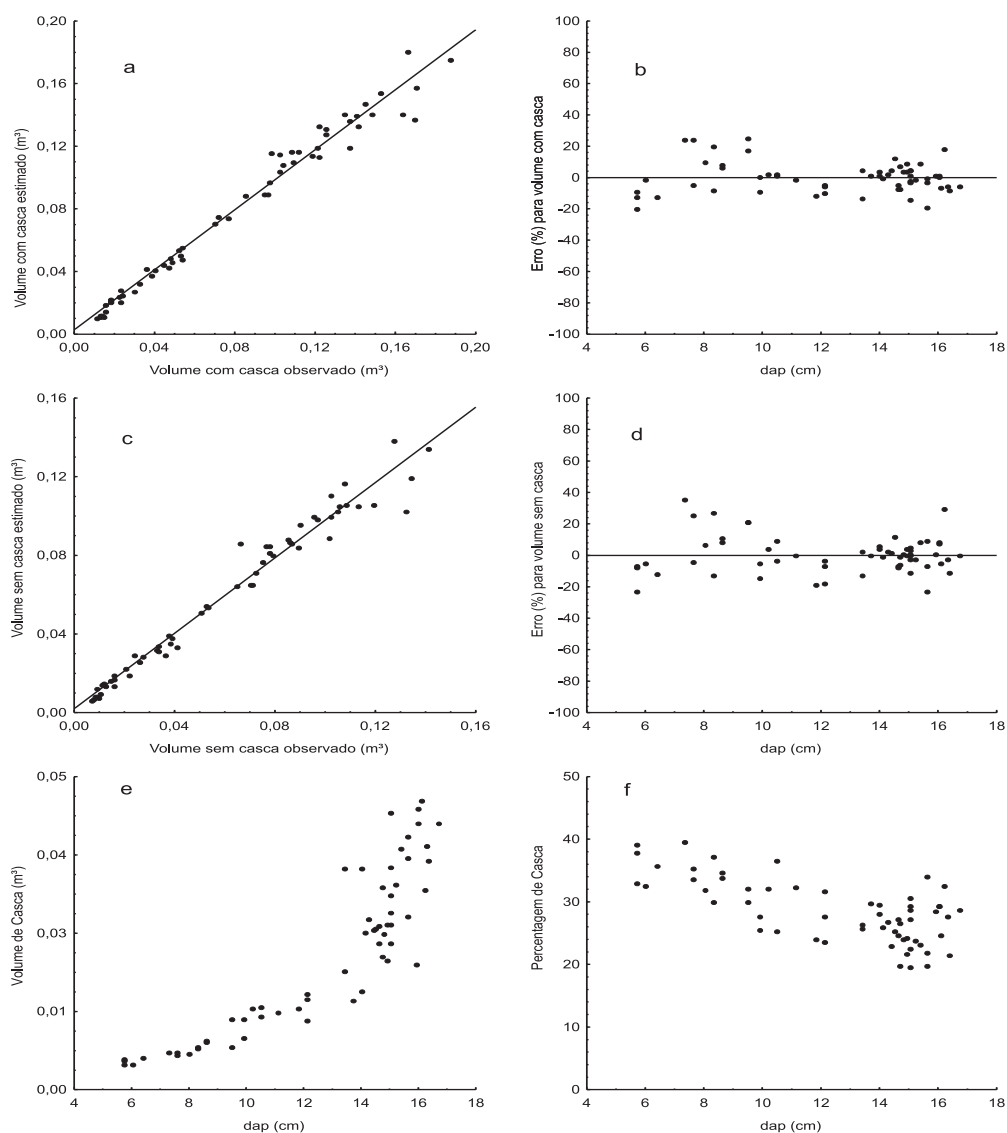 a
Volume com casca estimado (m³)
0,20
0,16
0,12
0,08
0,04
0,00
0,00 0,04 0,08 0,12 0,16 0,20
Volume com casca observado (m³)
b
Erro (%) para volume com casca
100
80
60
40
20
0
-20
-40
-60
-80
-100
4 6 8 10 12 14 16 18
dap (cm)
c
Volume sem casca estimado (m³)
0,16
0,12
0,08
0,04
0,00
0,00 0,04 0,08 0,12 0,16
Volume sem casca observado (m³)
d
Erro (%) para volume sem casca
100
80
60
40
20
0
-20
-40
-60
-80
-100
4 6 8 10 12 14 16 18
dap (cm)
e
Volume de Casca (m³)
0,05
0,04
0,03
0,01
0,00
4 6 8 10 12 14 16 18
dap (cm)
f
Percentagem de Casca
50
40
30
20
10
0
4 6 8 10 12 14 16 18
dap (cm)